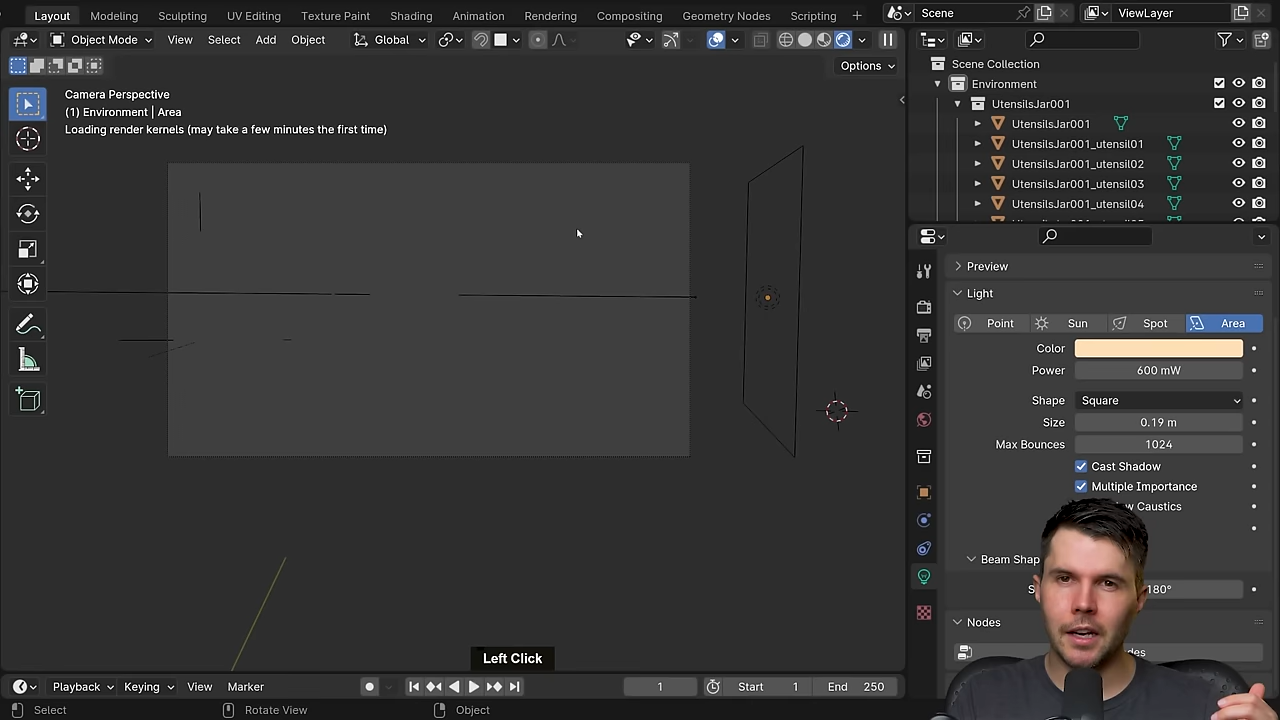 Layout Modeling Sculpting UV Editing Texture Paint Shading Animation Rendering Compositing Geometry Nodes Scripting + Scene ViewLayer
Object Mode View Select Add Object Global
Options
Camera Perspective
(1) Environment | Area
Loading render kernels (may take a few minutes the first time)
Scene Collection
Environment
UtensilsJar001
UtensilsJar001
UtensilsJar001_utensil01
UtensilsJar001_utensil02
UtensilsJar001_utensil03
UtensilsJar001_utensil04
Preview
Light
Point Sun Spot Area
Color
Power 600 mW
Shape Square
Size 0.19 m
Max Bounces 1024
Cast Shadow
Multiple Importance
Caustics
Beam Shap
S 180°
Nodes
Left Click
Playback Keying View Marker 1 Start 1 End 250
Select Rotate View Object